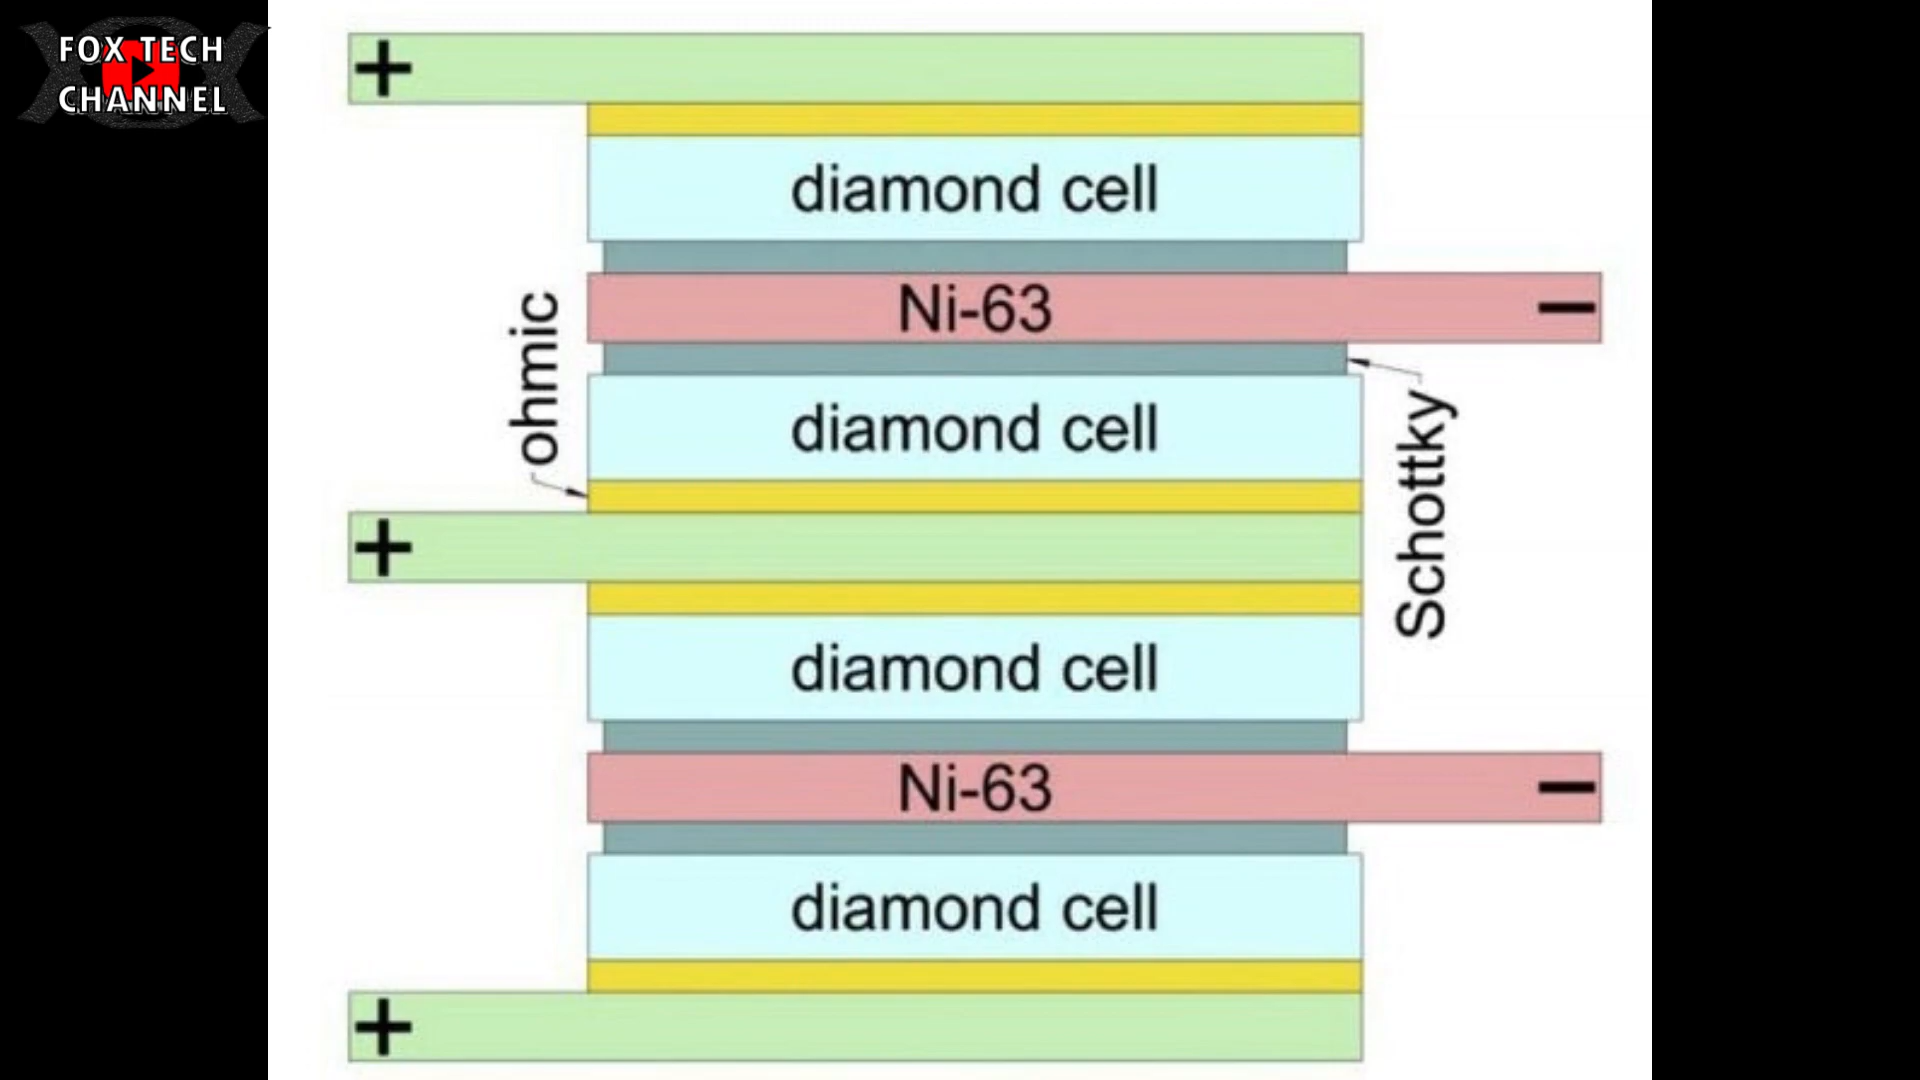 FOX TECH
CHANNEL
+
diamond cell
Ni-63
−
ohmic
diamond cell
Schottky
+
diamond cell
Ni-63
−
diamond cell
+